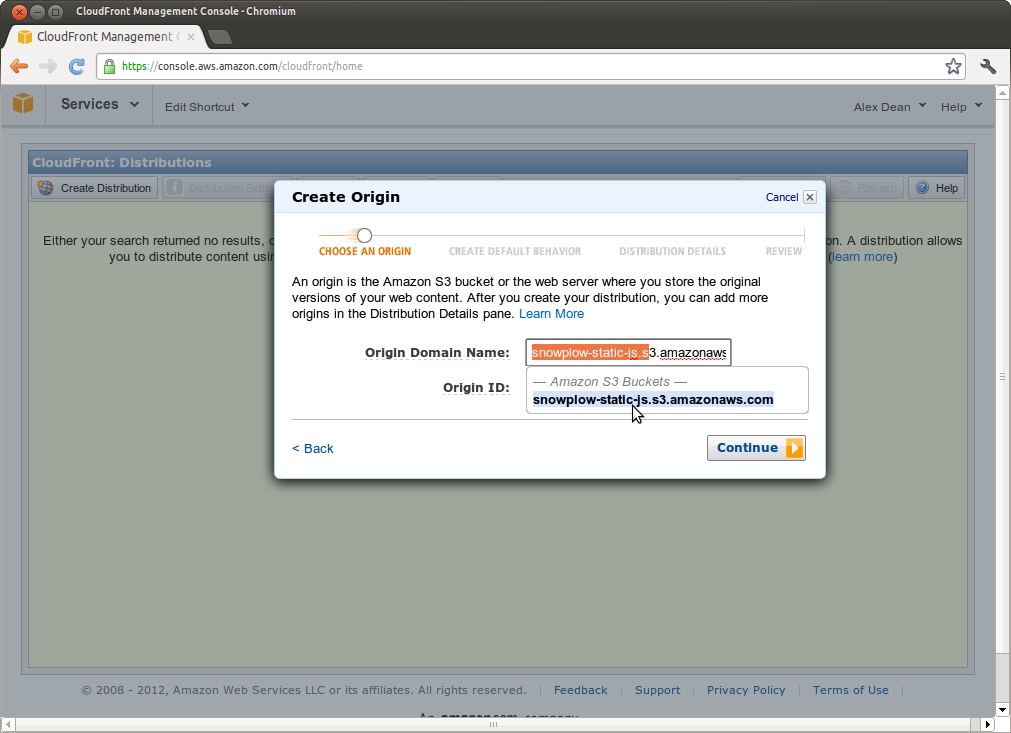 CloudFront Management Console - Chromium
CloudFront Management C
https://console.aws.amazon.com/cloudfront/home
Services
Edit Shortcut
Alex Dean
Help
CloudFront: Distributions
Create Distribution
Distribution Setti
Refresh
Help
Either your search returned no results,
on. A distribution allows
you to distribute content usin
(learn more)
Create Origin
Cancel
CHOOSE AN ORIGIN
CREATE DEFAULT BEHAVIOR
DISTRIBUTION DETAILS
REVIEW
An origin is the Amazon S3 bucket or the web server where you store the original
versions of your web content. After you create your distribution, you can add more
origins in the Distribution Details pane. Learn More
Origin Domain Name:
snowplow-static-js.s3.amazonaws
Origin ID:
— Amazon S3 Buckets —
snowplow-static-js.s3.amazonaws.com
< Back
Continue
© 2008 - 2012, Amazon Web Services LLC or its affiliates. All rights reserved.
Feedback
Support
Privacy Policy
Terms of Use
An amazon.com company